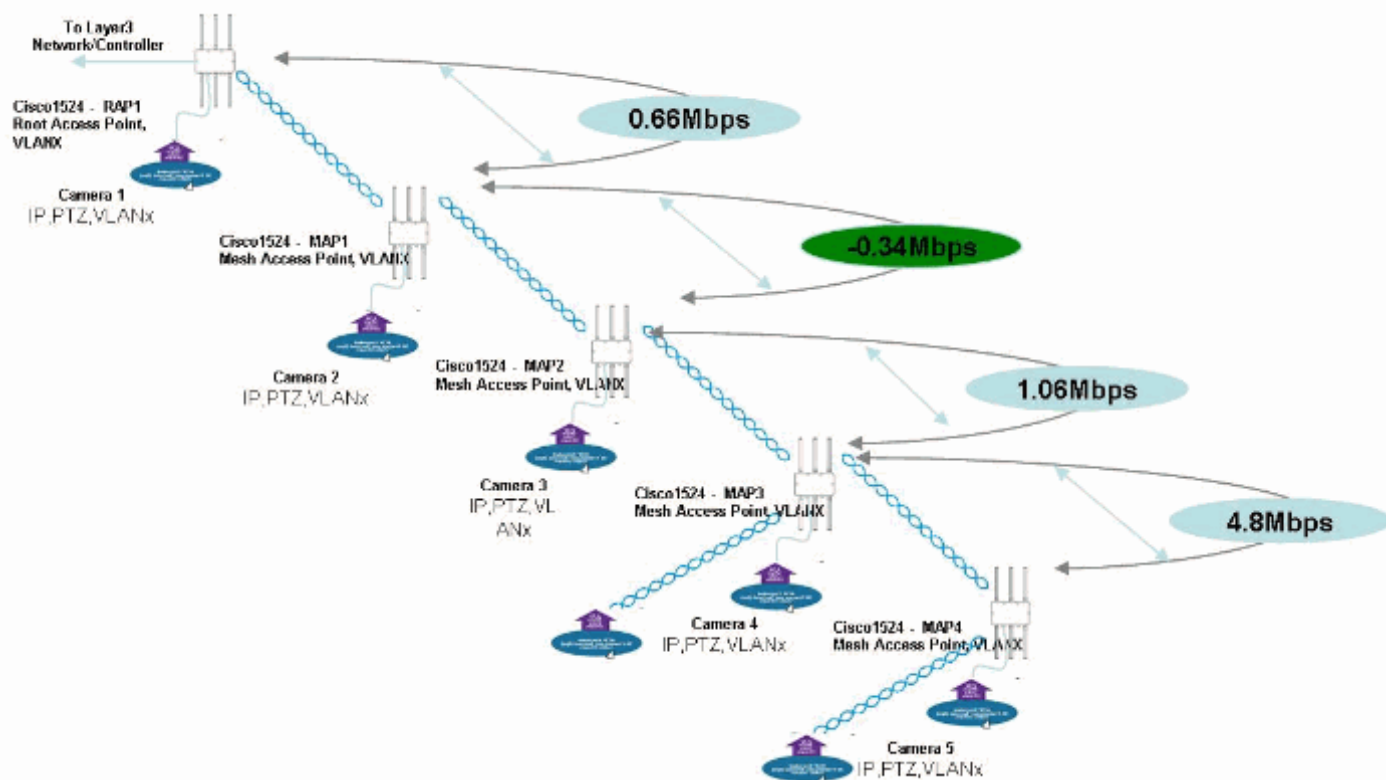 To Layer3
Network/Controller
Cisco1524 - RAP1
Root Access Point,
VLANX
0.66Mbps
Camera 1
IP,PTZ,VLANx
Cisco1524 - MAP1
Mesh Access Point, VLANX
-0.34Mbps
Camera 2
IP,PTZ,VLANx
Cisco1524 - MAP2
Mesh Access Point, VLANX
1.06Mbps
Camera 3
IP,PTZ,VL
ANx
Cisco1524 - MAP3
Mesh Access Point, VLANX
4.8Mbps
Camera 4
IP,PTZ,VLANx
Cisco1524 - MAP4
Mesh Access Point, VLANX
Camera 5
IP,PTZ,VLANx